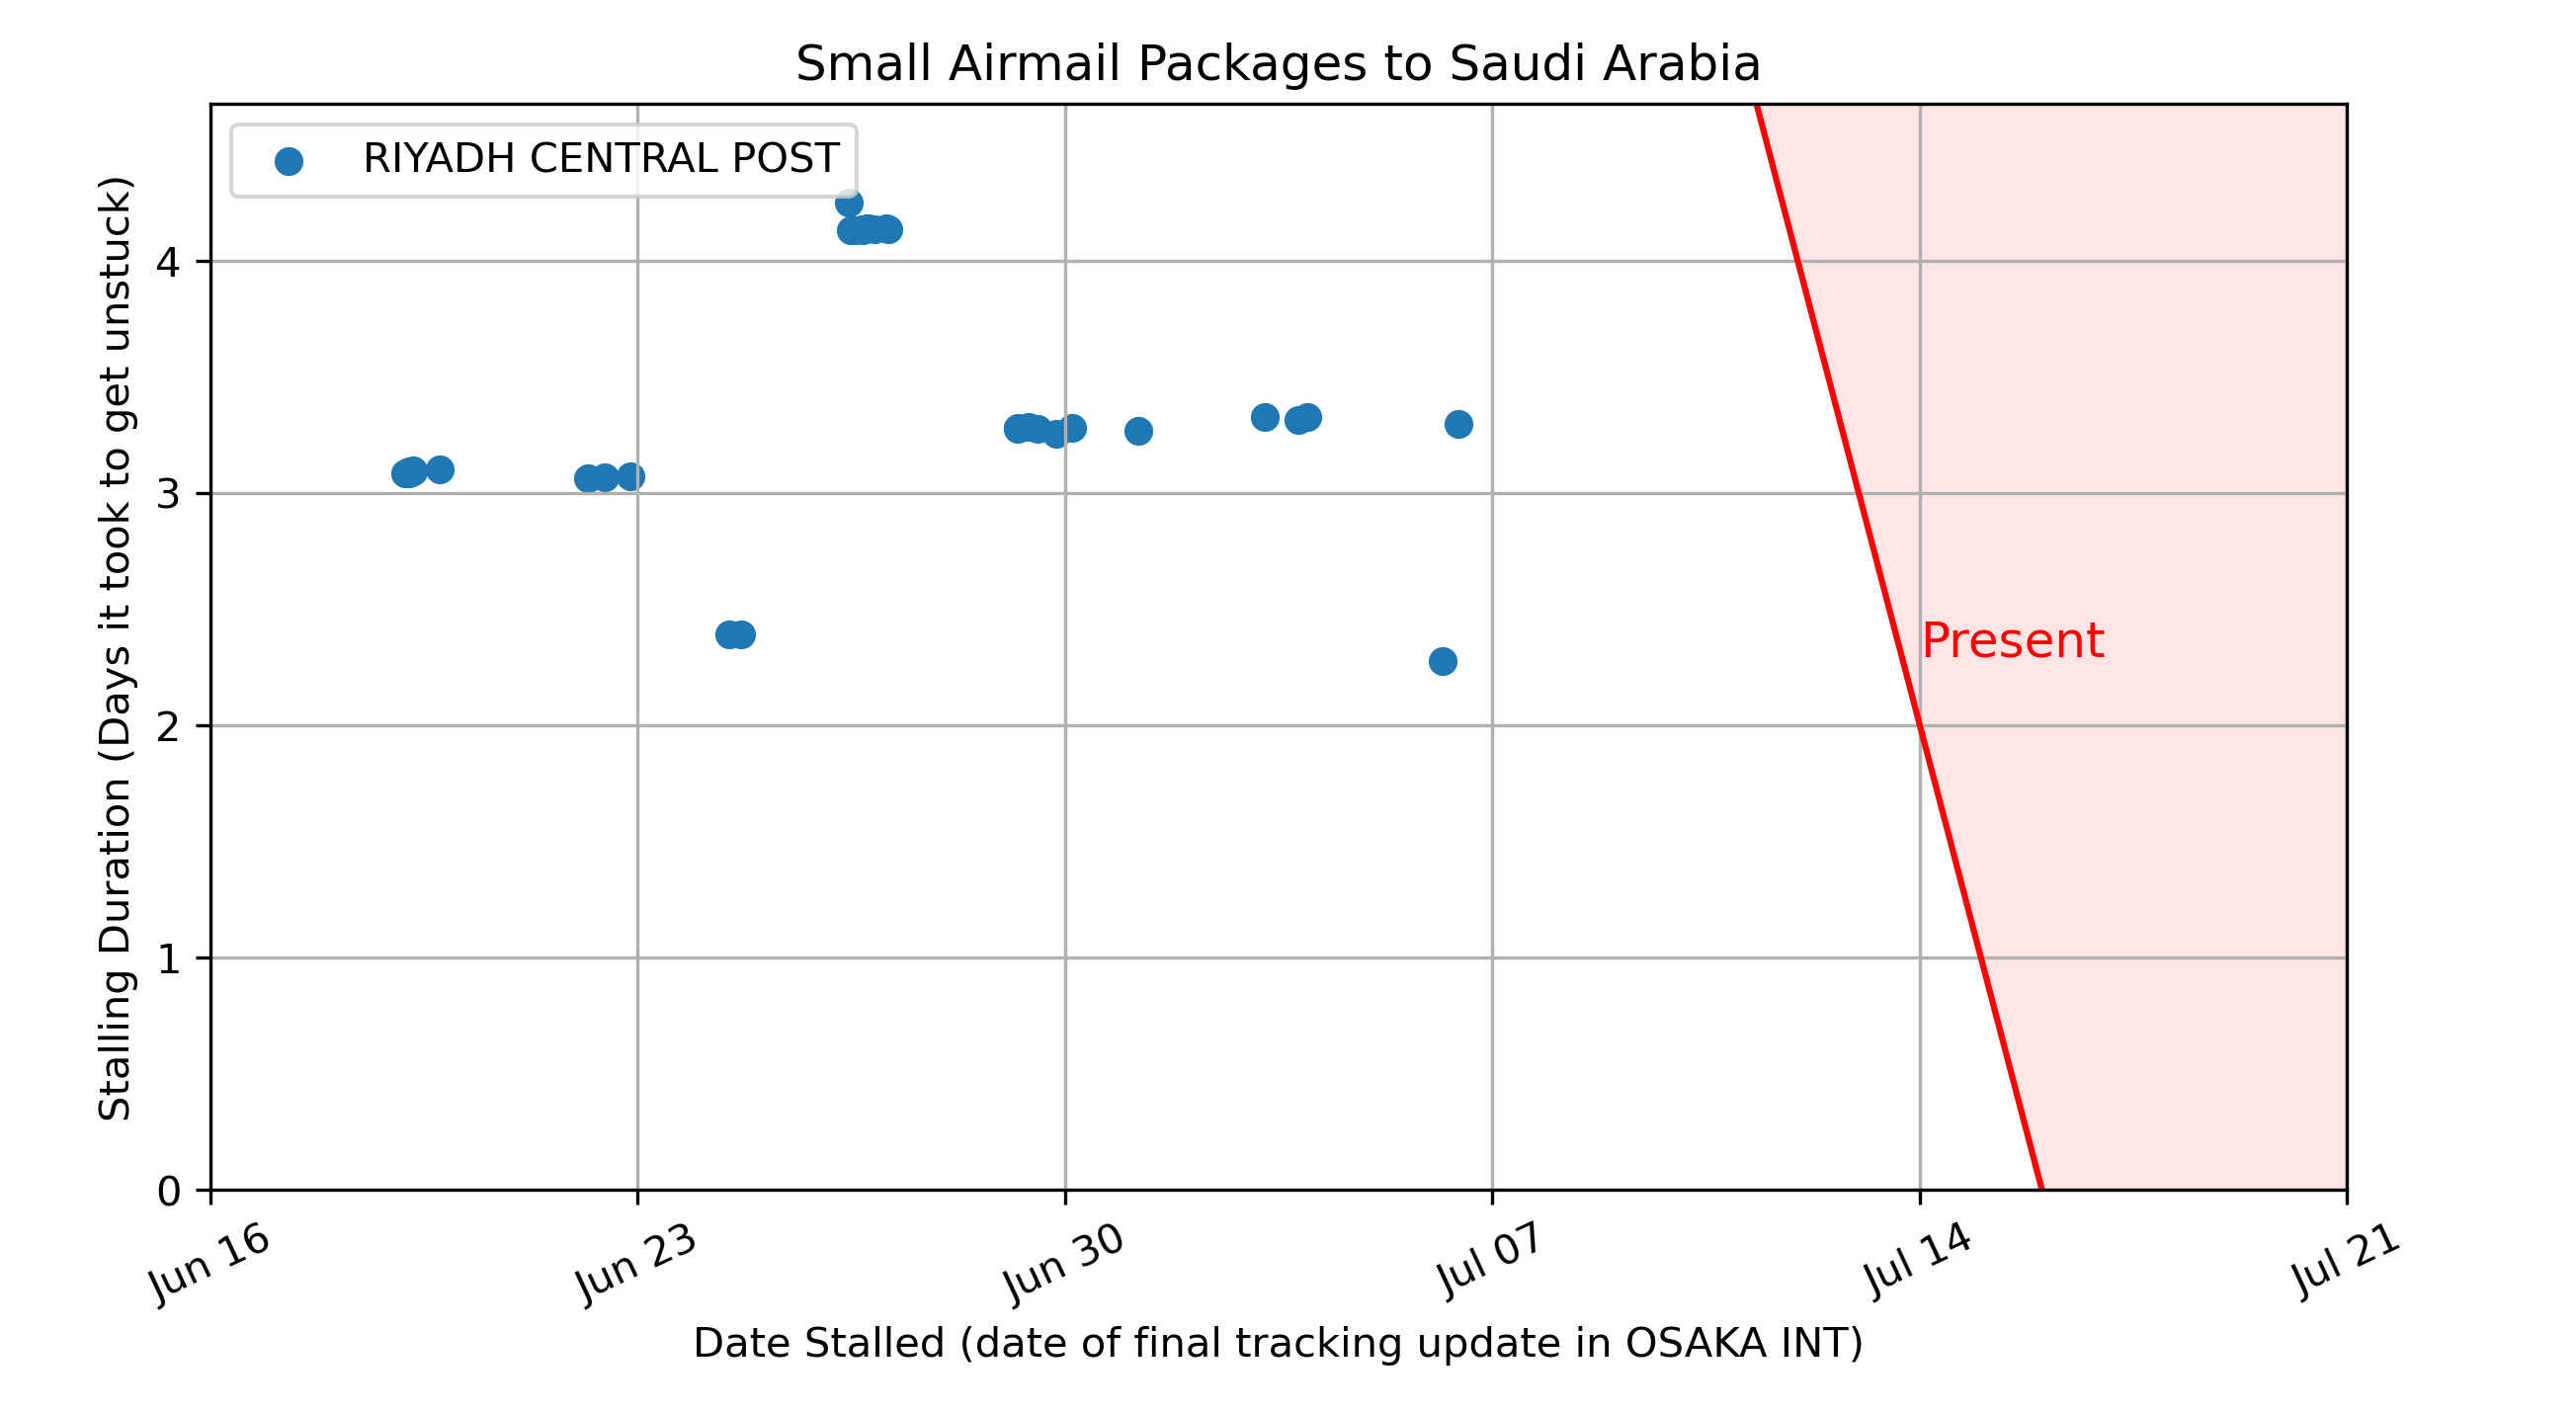 Small Airmail Packages to Saudi Arabia
RIYADH CENTRAL POST
Stalling Duration (Days it took to get unstuck)
4
3
2
1
0
Present
Jun 16
Jun 23
Jun 30
Jul 07
Jul 14
Jul 21
Date Stalled (date of final tracking update in OSAKA INT)